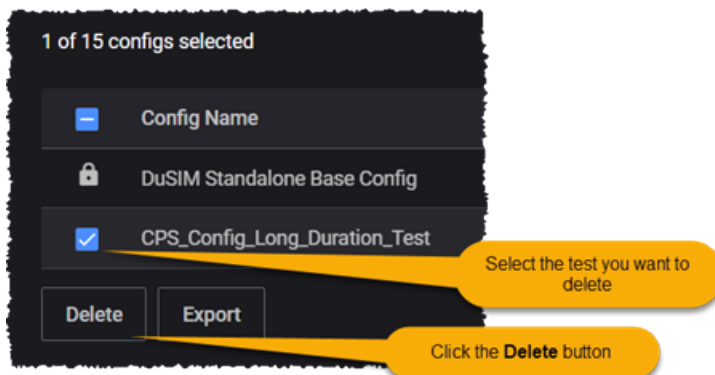 1 of 15 configs selected
Config Name
DuSIM Standalone Base Config
CPS_Config_Long_Duration_Test
Select the test you want to
delete
Delete
Export
Click the Delete button